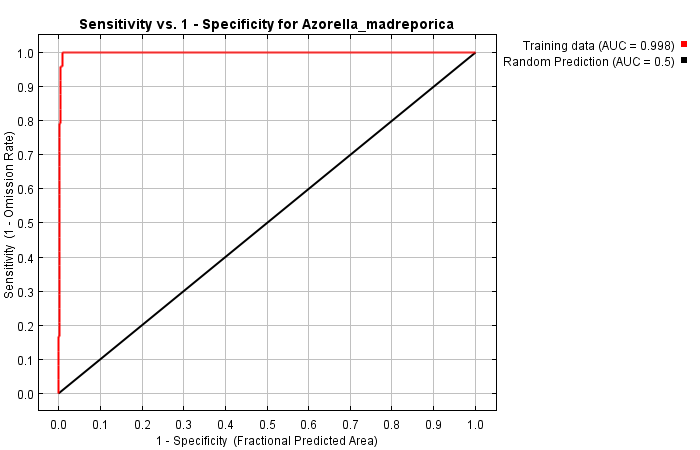 Sensitivity vs. 1 - Specificity for Azorella_madreporica
Training data (AUC = 0.998)
Random Prediction (AUC = 0.5)
Sensitivity (1 - Omission Rate)
1.0
0.9
0.8
0.7
0.6
0.5
0.4
0.3
0.2
0.1
0.0
0.0 0.1 0.2 0.3 0.4 0.5 0.6 0.7 0.8 0.9 1.0
1 - Specificity (Fractional Predicted Area)